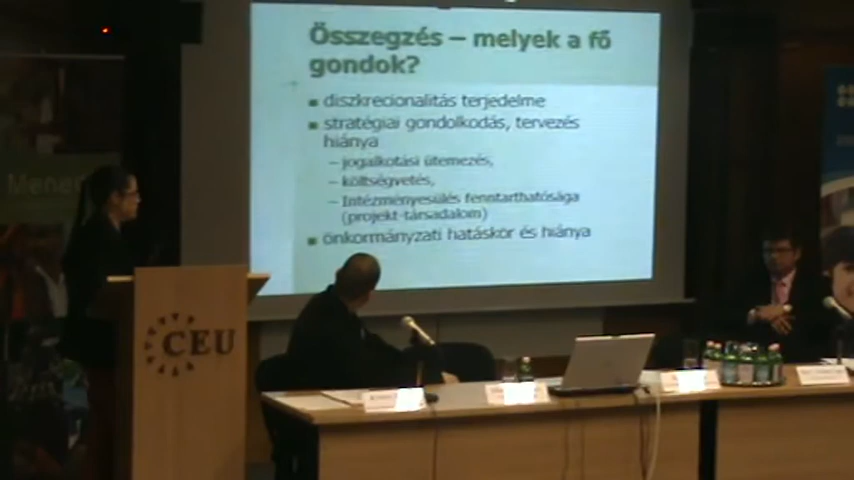 Összegzés – melyek a fő
gondok?
diszkrecionalitás terjedelme
stratégiai gondolkodás, tervezés
hiánya
– jogalkotási ütemezés,
– költségvetés,
– Intézményesülés fenntarthatósága
(projekt-társadalom)
önkormányzati hatáskör és hiánya
CEU